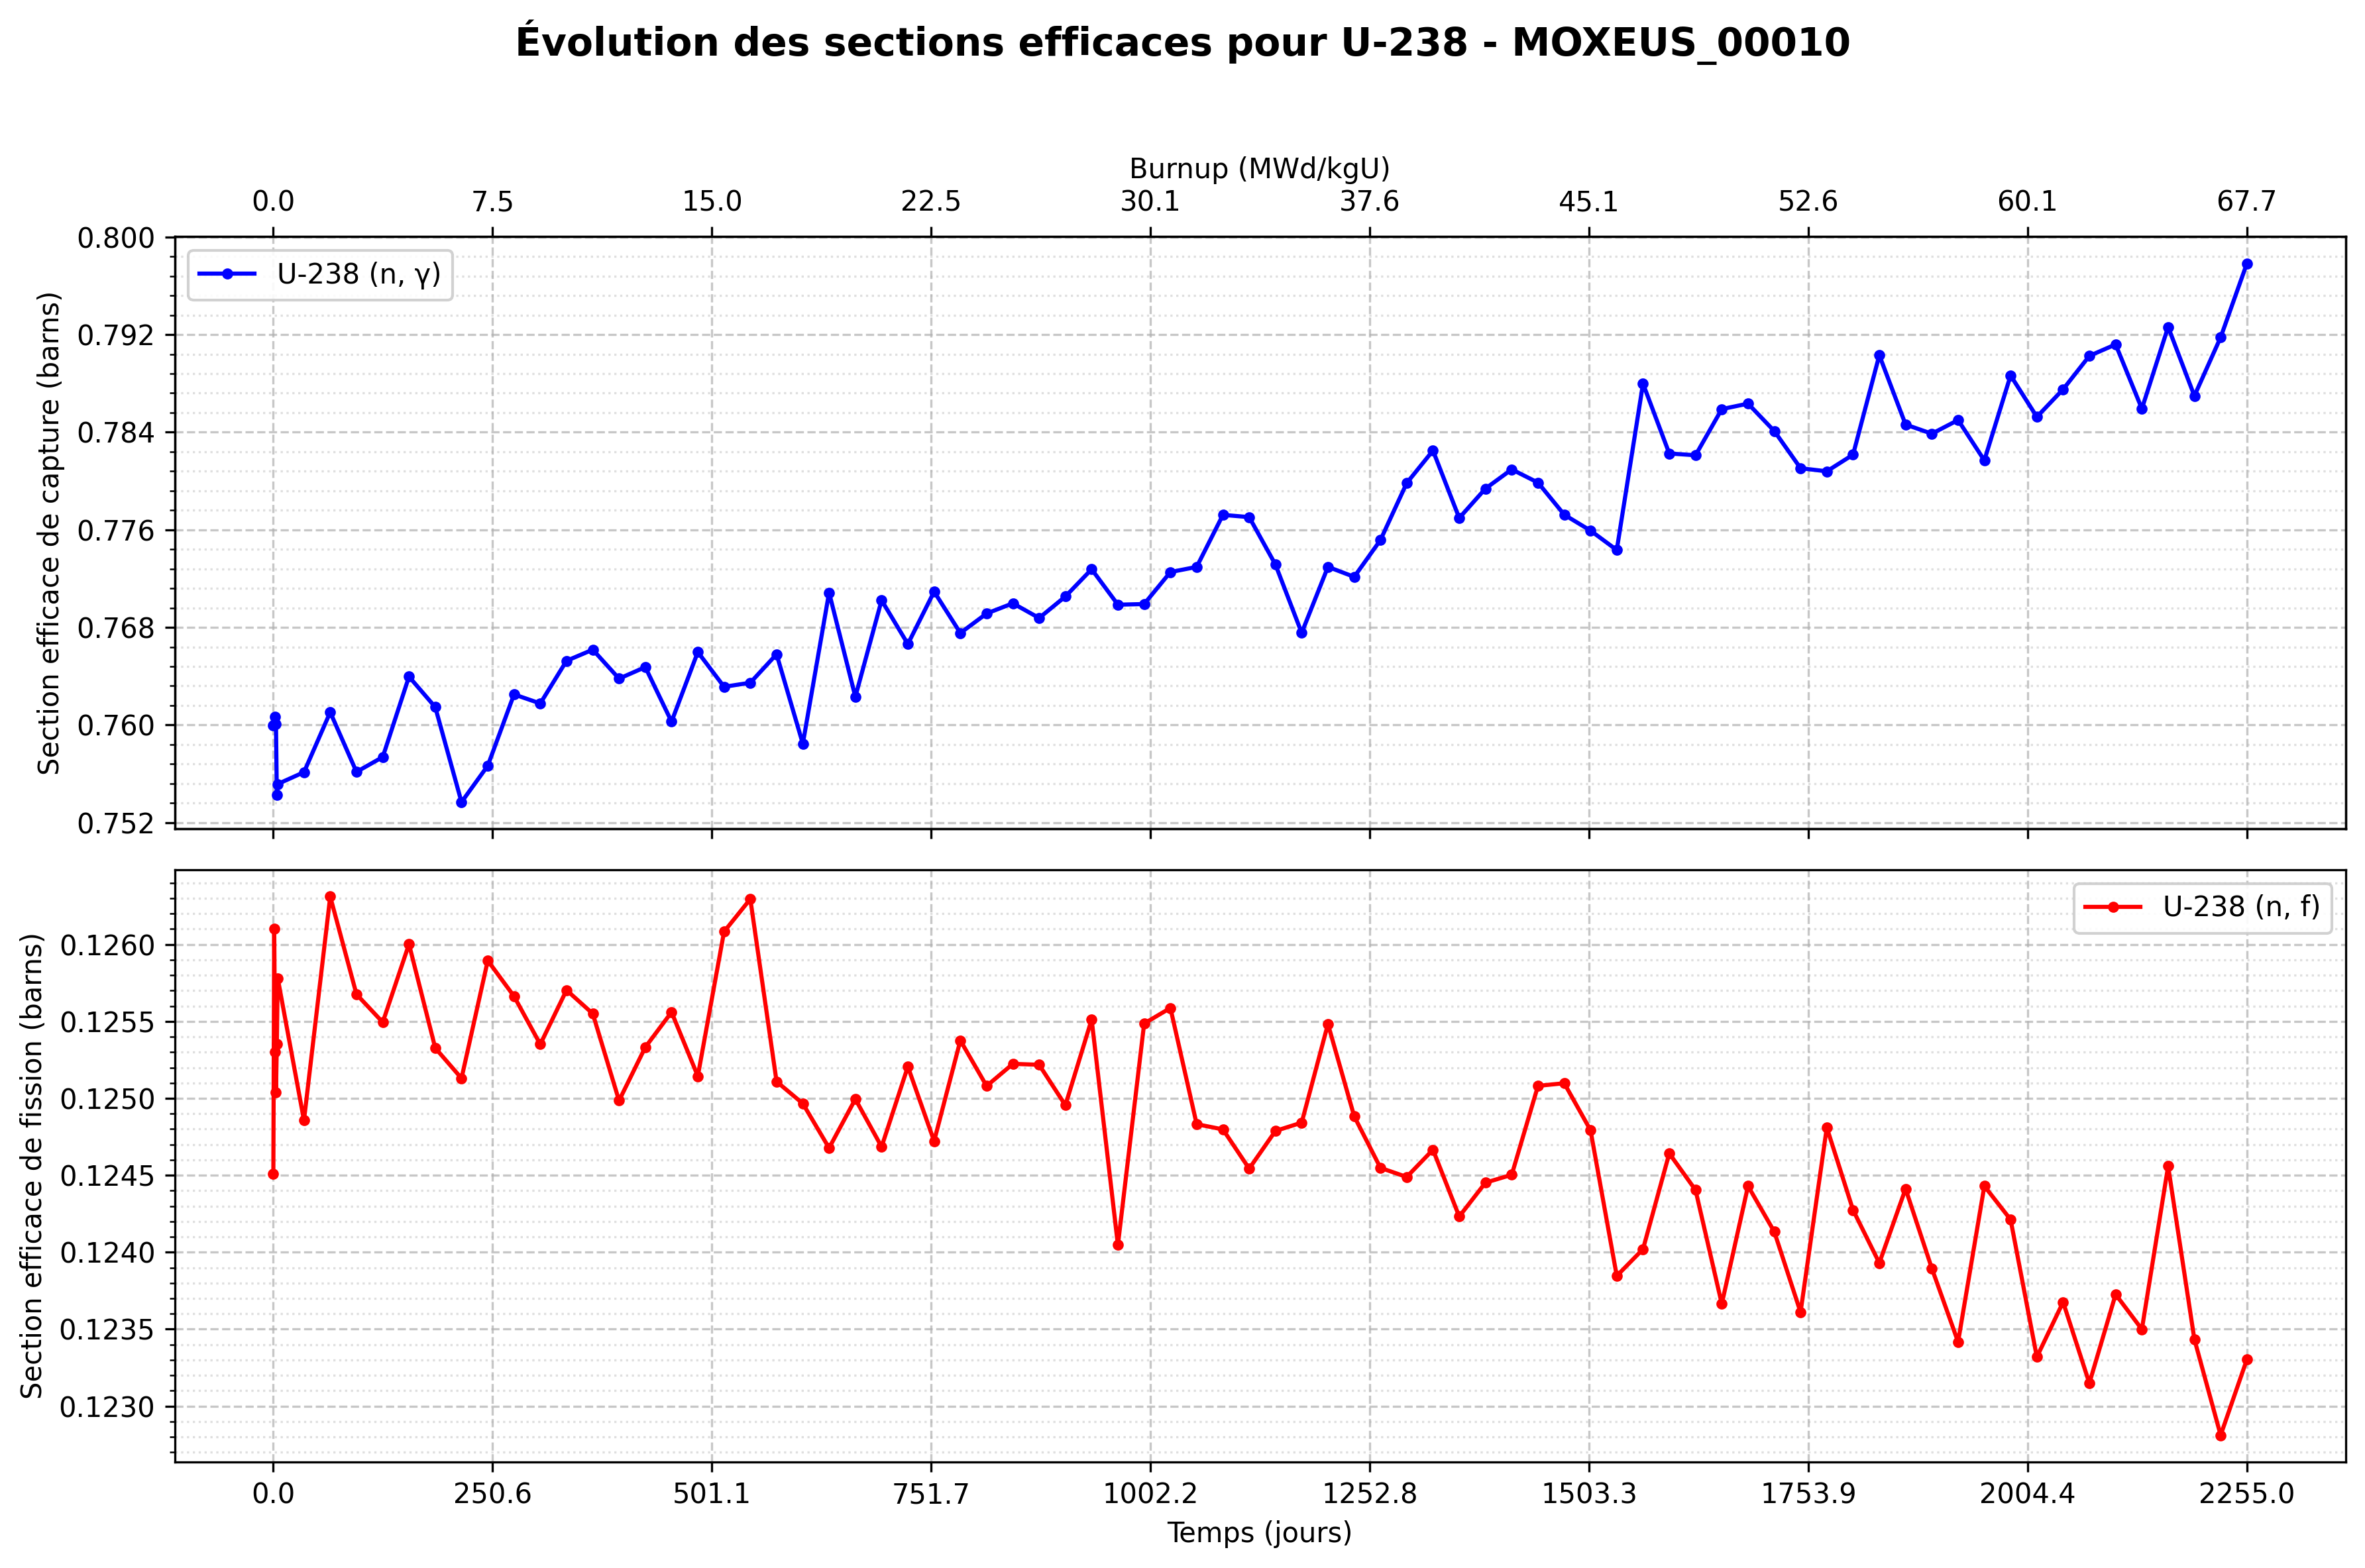 Évolution des sections efficaces pour U-238 - MOXEUS_00010
Burnup (MWd/kgU)
0.0 7.5 15.0 22.5 30.1 37.6 45.1 52.6 60.1 67.7
Section efficace de capture (barns)
0.800
0.792
0.784
0.776
0.768
0.760
0.752
U-238 (n, γ)
Section efficace de fission (barns)
0.1260
0.1255
0.1250
0.1245
0.1240
0.1235
0.1230
U-238 (n, f)
0.0 250.6 501.1 751.7 1002.2 1252.8 1503.3 1753.9 2004.4 2255.0
Temps (jours)